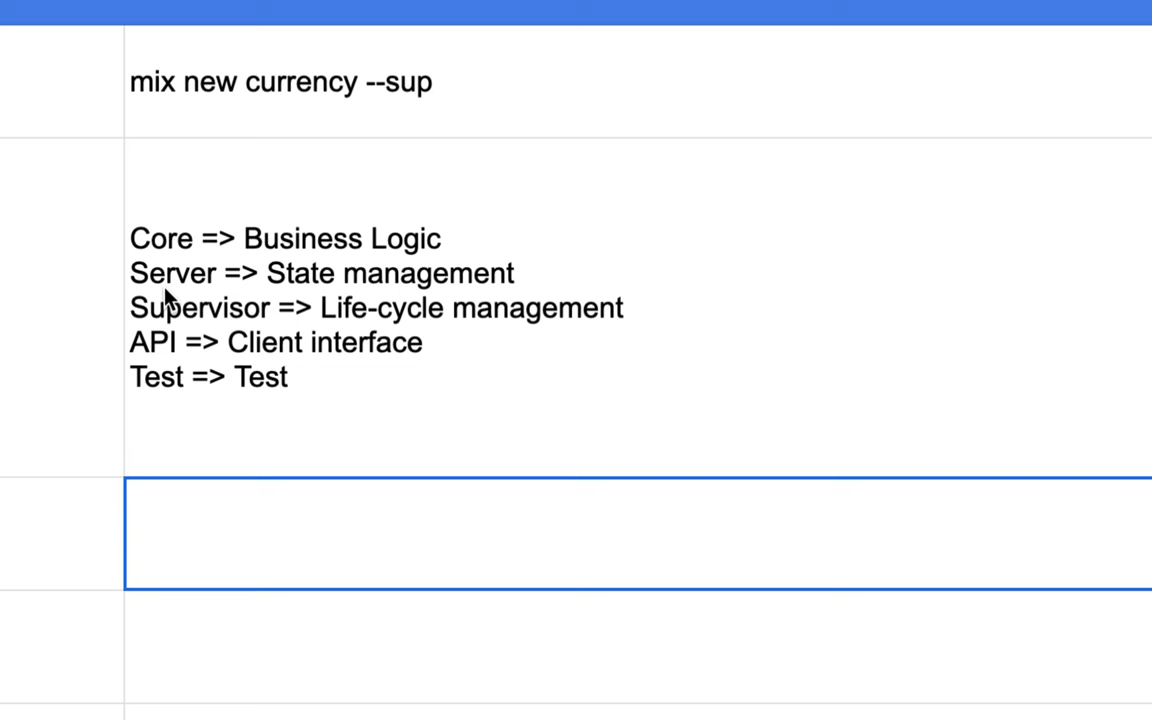 mix new currency --sup
Core => Business Logic
Server => State management
Supervisor => Life-cycle management
API => Client interface
Test => Test